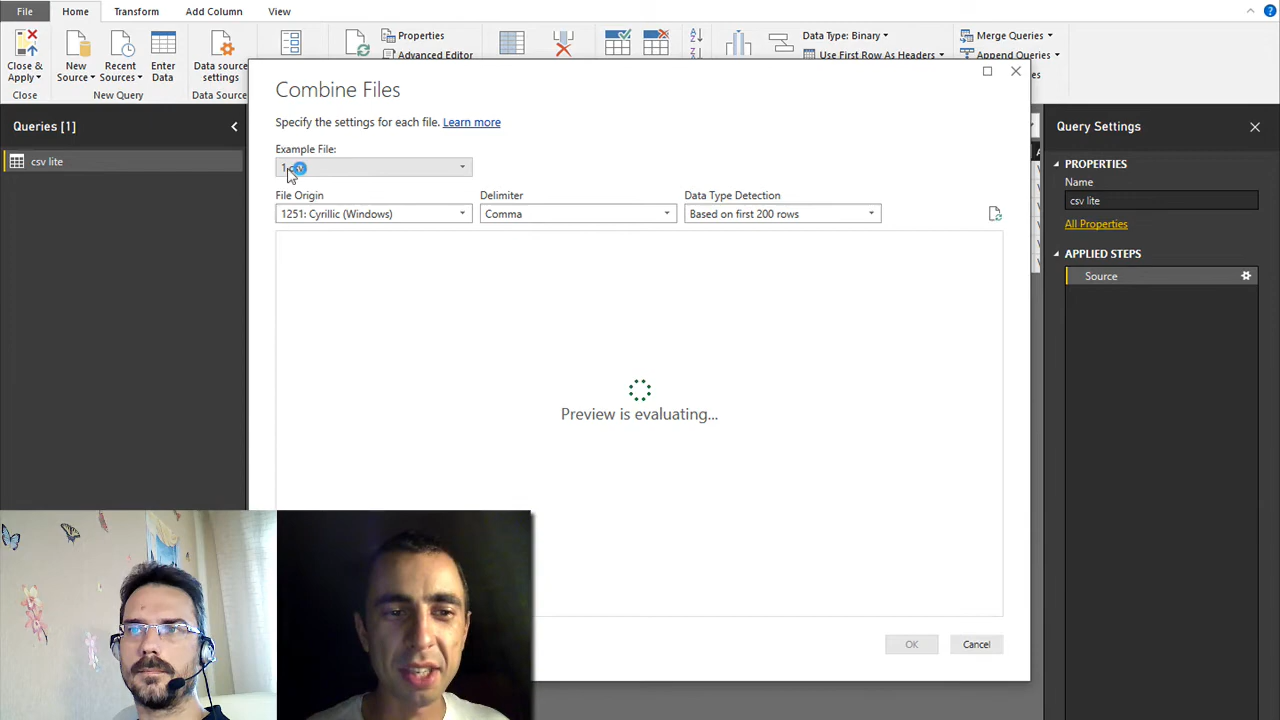 File Home Transform Add Column View
Properties Data Type: Binary Merge Queries
Advanced Editor Use First Row As Headers Append Queries
Close & Apply New Source Recent Sources Enter Data Data source settings
Close New Query Data Source
Combine Files
Specify the settings for each file. Learn more
Example File:
File Origin Delimiter Data Type Detection
1251: Cyrillic (Windows) Comma Based on first 200 rows
Preview is evaluating...
OK Cancel
Queries [1]
csv lite
Query Settings
PROPERTIES
Name
csv lite
All Properties
APPLIED STEPS
Source